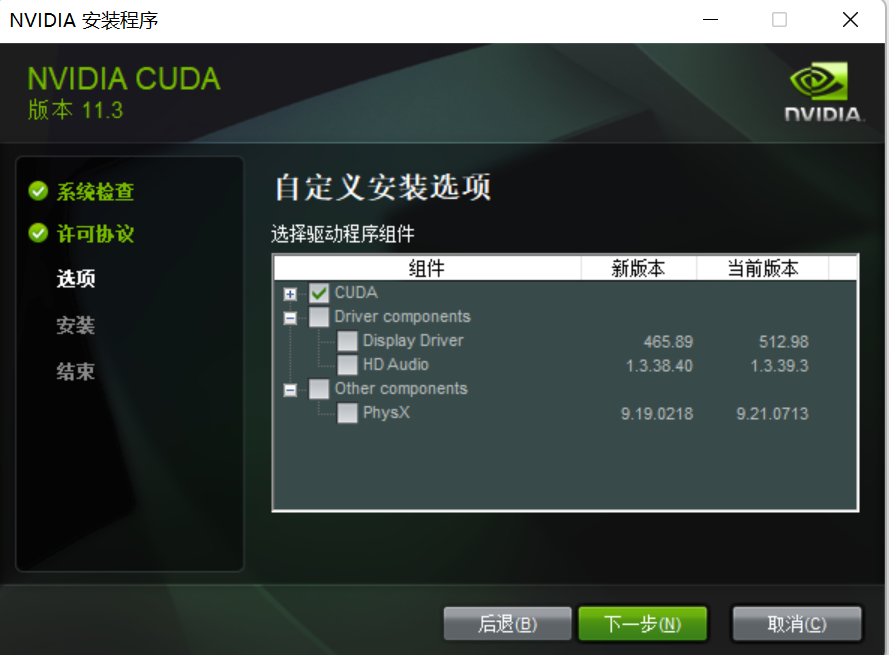 NVIDIA 安装程序
NVIDIA CUDA
版本 11.3
NVIDIA.
系统检查
许可协议
选项
安装
结束
自定义安装选项
选择驱动程序组件
组件 新版本 当前版本
CUDA
Driver components
Display Driver 465.89 512.98
HD Audio 1.3.38.40 1.3.39.3
Other components
PhysX 9.19.0218 9.21.0713
后退(B) 下一步(N) 取消(C)